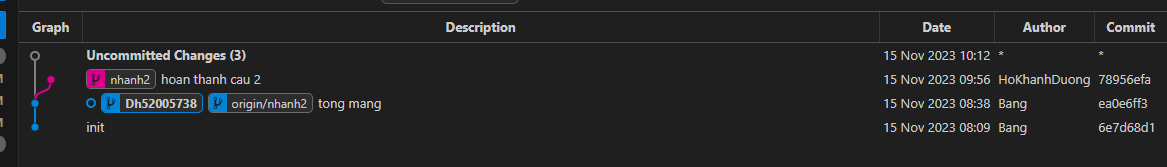 Graph Description Date Author Commit
Uncommitted Changes (3) 15 Nov 2023 10:12 * *
nhanh2 hoan thanh cau 2 15 Nov 2023 09:56 HoKhanhDuong 78956efa
Dh52005738 origin/nhanh2 tong mang 15 Nov 2023 08:38 Bang ea0e6ff3
init 15 Nov 2023 08:09 Bang 6e7d68d1